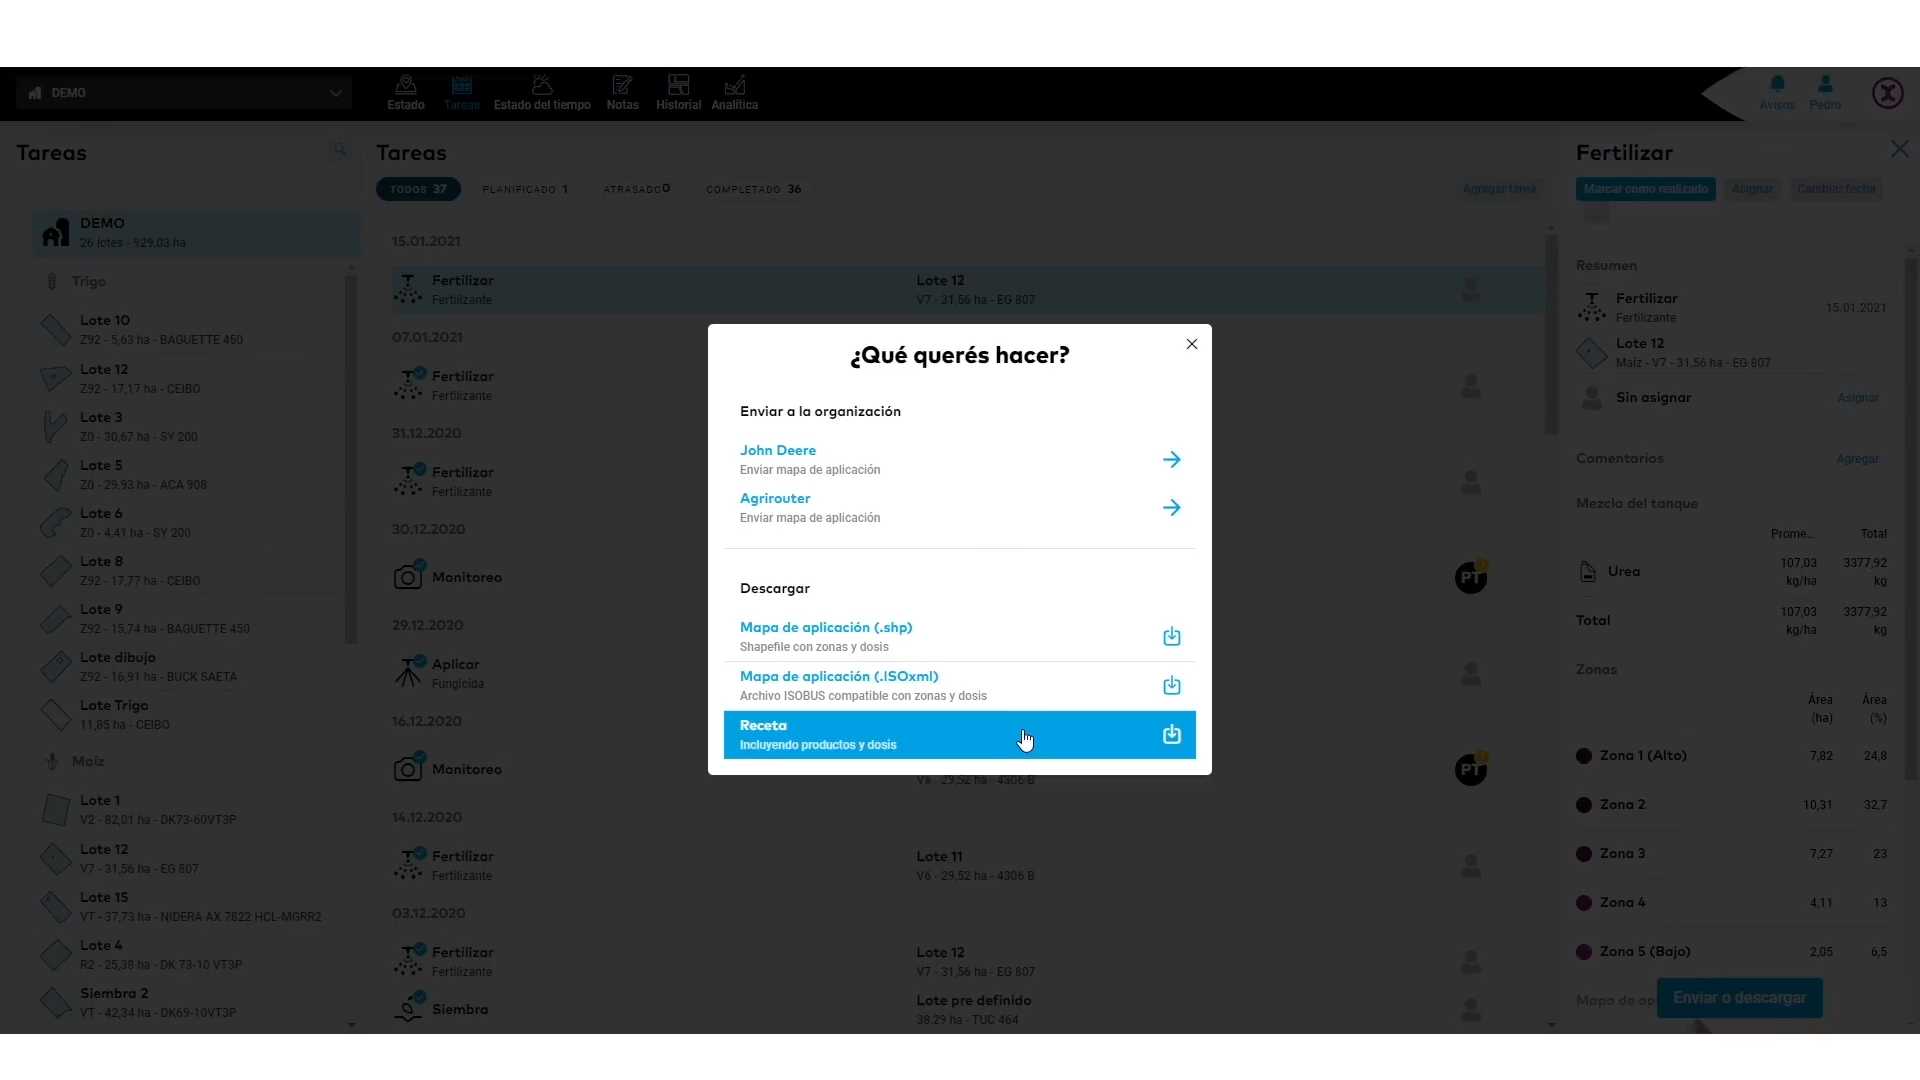 DEMO
Estado
Tareas
Estado del tiempo
Notas
Historial
Analítica
Avisos
Pedro
Tareas
DEMO
26 lotes - 929,03 ha
Trigo
Lote 10
Z92 - 5,63 ha - BAGUETTE 450
Lote 12
Z92 - 17,17 ha - CEIBO
Lote 3
Z0 - 30,67 ha - SY 200
Lote 5
Z0 - 29,93 ha - ACA 908
Lote 6
Z0 - 4,41 ha - SY 200
Lote 8
Z92 - 17,77 ha - CEIBO
Lote 9
Z92 - 15,74 ha - BAGUETTE 450
Lote dibujo
Z92 - 16,91 ha - BUCK SAETA
Lote Trigo
11,85 ha - CEIBO
Maíz
Lote 1
V2 - 82,01 ha - DK73-60VT3P
Lote 12
V7 - 31,56 ha - EG 807
Lote 15
VT - 37,73 ha - NIDERA AX 7822 HCL-MGRR2
Lote 4
R2 - 25,38 ha - DK 73-10 VT3P
Siembra 2
VT - 42,34 ha - DK69-10VT3P
Tareas
TODOS 37
PLANIFICADO 1
ATRASADO 0
COMPLETADO 36
Agregar tarea
15.01.2021
Fertilizar
Fertilizante
Lote 12
V7 - 31,56 ha - EG 807
07.01.2021
Fertilizar
Fertilizante
31.12.2020
Fertilizar
Fertilizante
30.12.2020
Monitoreo
PT
29.12.2020
Aplicar
Fungicida
16.12.2020
Monitoreo
V6 - 29,52 ha - 4306 B
PT
14.12.2020
Fertilizar
Fertilizante
Lote 11
V6 - 29,52 ha - 4306 B
03.12.2020
Fertilizar
Fertilizante
Lote 12
V7 - 31,56 ha - EG 807
Siembra
Lote pre definido
38.29 ha - TUC 464
¿Qué querés hacer?
Enviar a la organización
John Deere
Enviar mapa de aplicación
Agrirouter
Enviar mapa de aplicación
Descargar
Mapa de aplicación (.shp)
Shapefile con zonas y dosis
Mapa de aplicación (.ISOxml)
Archivo ISOBUS compatible con zonas y dosis
Receta
Incluyendo productos y dosis
Fertilizar
Marcar como realizado
Asignar
Cambiar fecha
...
Resumen
Fertilizar
Fertilizante
15.01.2021
Lote 12
Maíz - V7 - 31,56 ha - EG 807
Sin asignar
Asignar
Comentarios
Agregar
Mezcla del tanque
Prome...
Total
Urea
107,03 kg/ha
3377,92 kg
Total
107,03 kg/ha
3377,92 kg
Zonas
Área (ha)
Área (%)
Zona 1 (Alto)
7,82
24,8
Zona 2
10,31
32,7
Zona 3
7,27
23
Zona 4
4,11
13
Zona 5 (Bajo)
2,05
6,5
Mapa de ap
Enviar o descargar